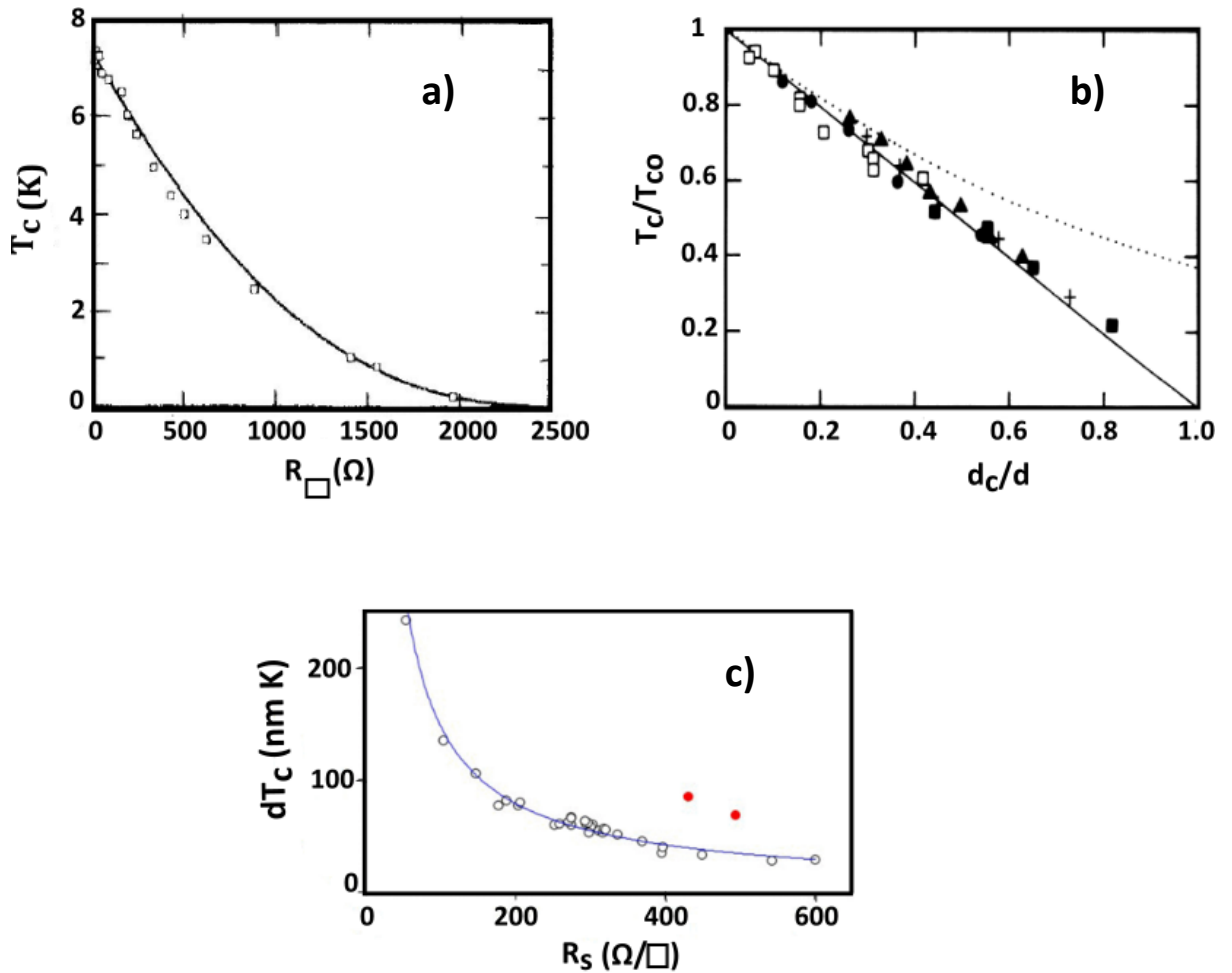 a)
8
6
4
2
0
T_C (K)
0 500 1000 1500 2000 2500
R□(Ω)
b)
1
0.8
0.6
0.4
0.2
0
T_C/T_CO
0 0.2 0.4 0.6 0.8 1.0
d_C/d
c)
200
100
0
dT_C (nm K)
0 200 400 600
R_S (Ω/□)